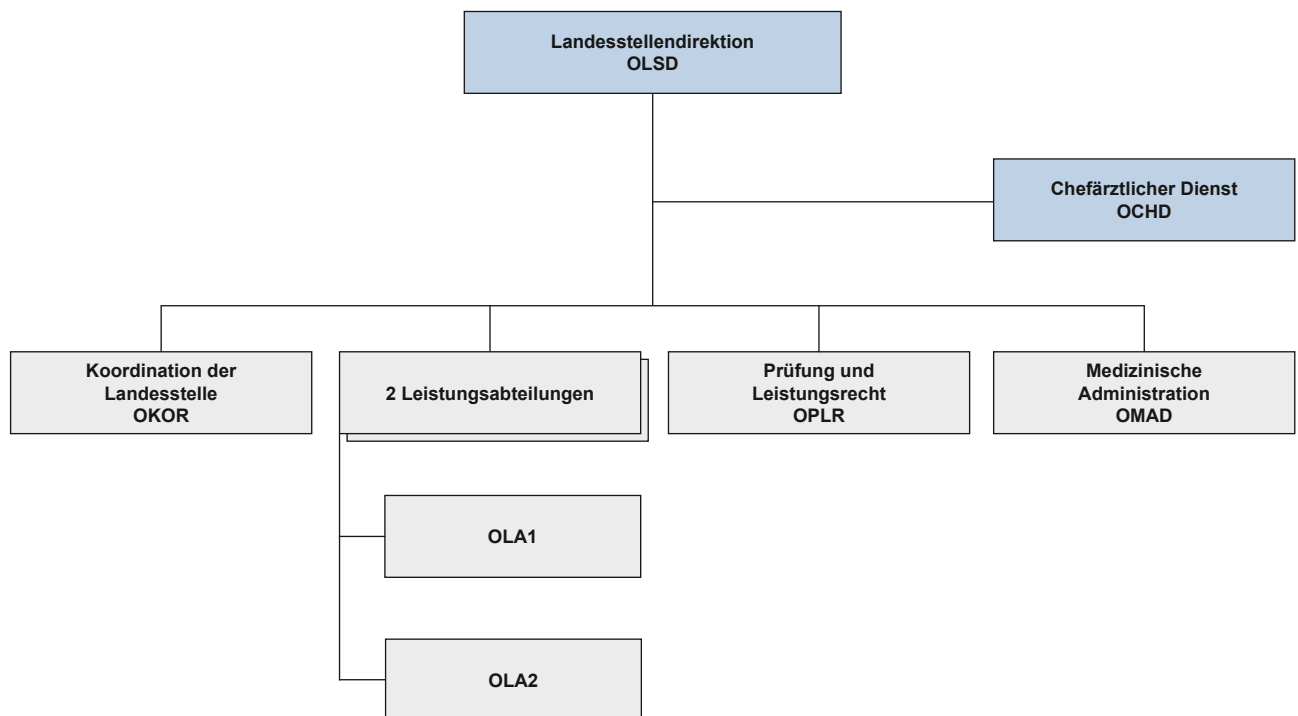 Landesstellendirektion
OLSD
Chefärztlicher Dienst
OCHD
Koordination der
Landesstelle
OKOR
2 Leistungsabteilungen
Prüfung und
Leistungsrecht
OPLR
Medizinische
Administration
OMAD
OLA1
OLA2